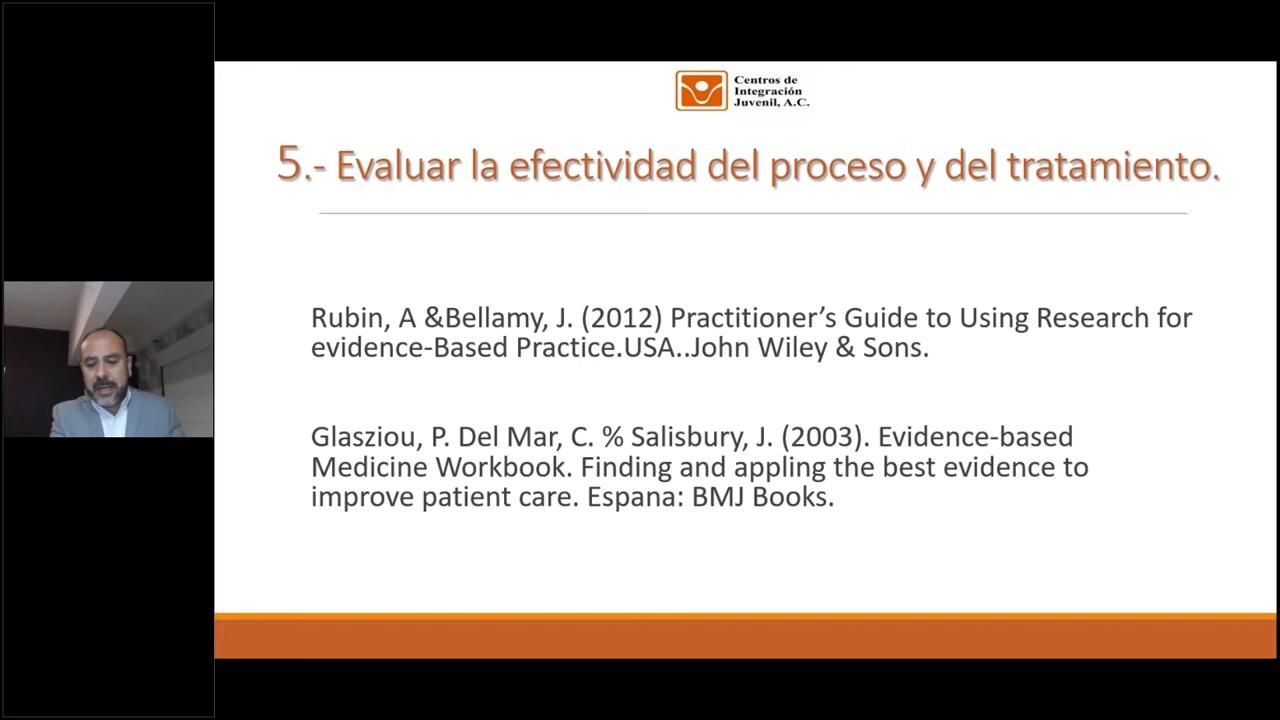 Centros de
Integración
Juvenil, A.C.
5.- Evaluar la efectividad del proceso y del tratamiento.
Rubin, A &Bellamy, J. (2012) Practitioner’s Guide to Using Research for
evidence-Based Practice.USA..John Wiley & Sons.
Glasziou, P. Del Mar, C. % Salisbury, J. (2003). Evidence-based
Medicine Workbook. Finding and appling the best evidence to
improve patient care. Espana: BMJ Books.